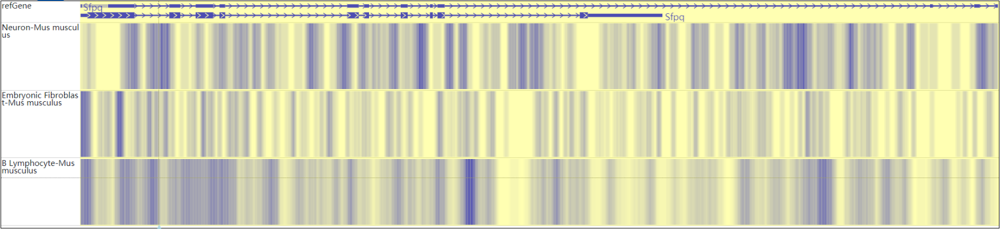 refGene
Sfpq
Sfpq
Neuron-Mus muscul
us
Embryonic Fibroblas
t-Mus musculus
B Lymphocyte-Mus
musculus